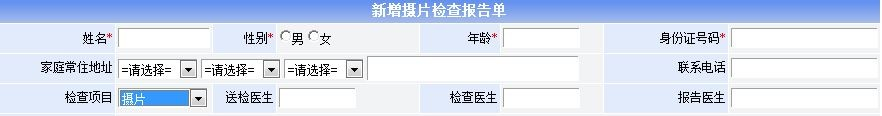 新增摄片检查报告单
姓名* 性别* 男 女 年龄* 身份证号码*
家庭常住地址 =请选择= =请选择= =请选择= 联系电话
检查项目 摄片 送检医生 检查医生 报告医生